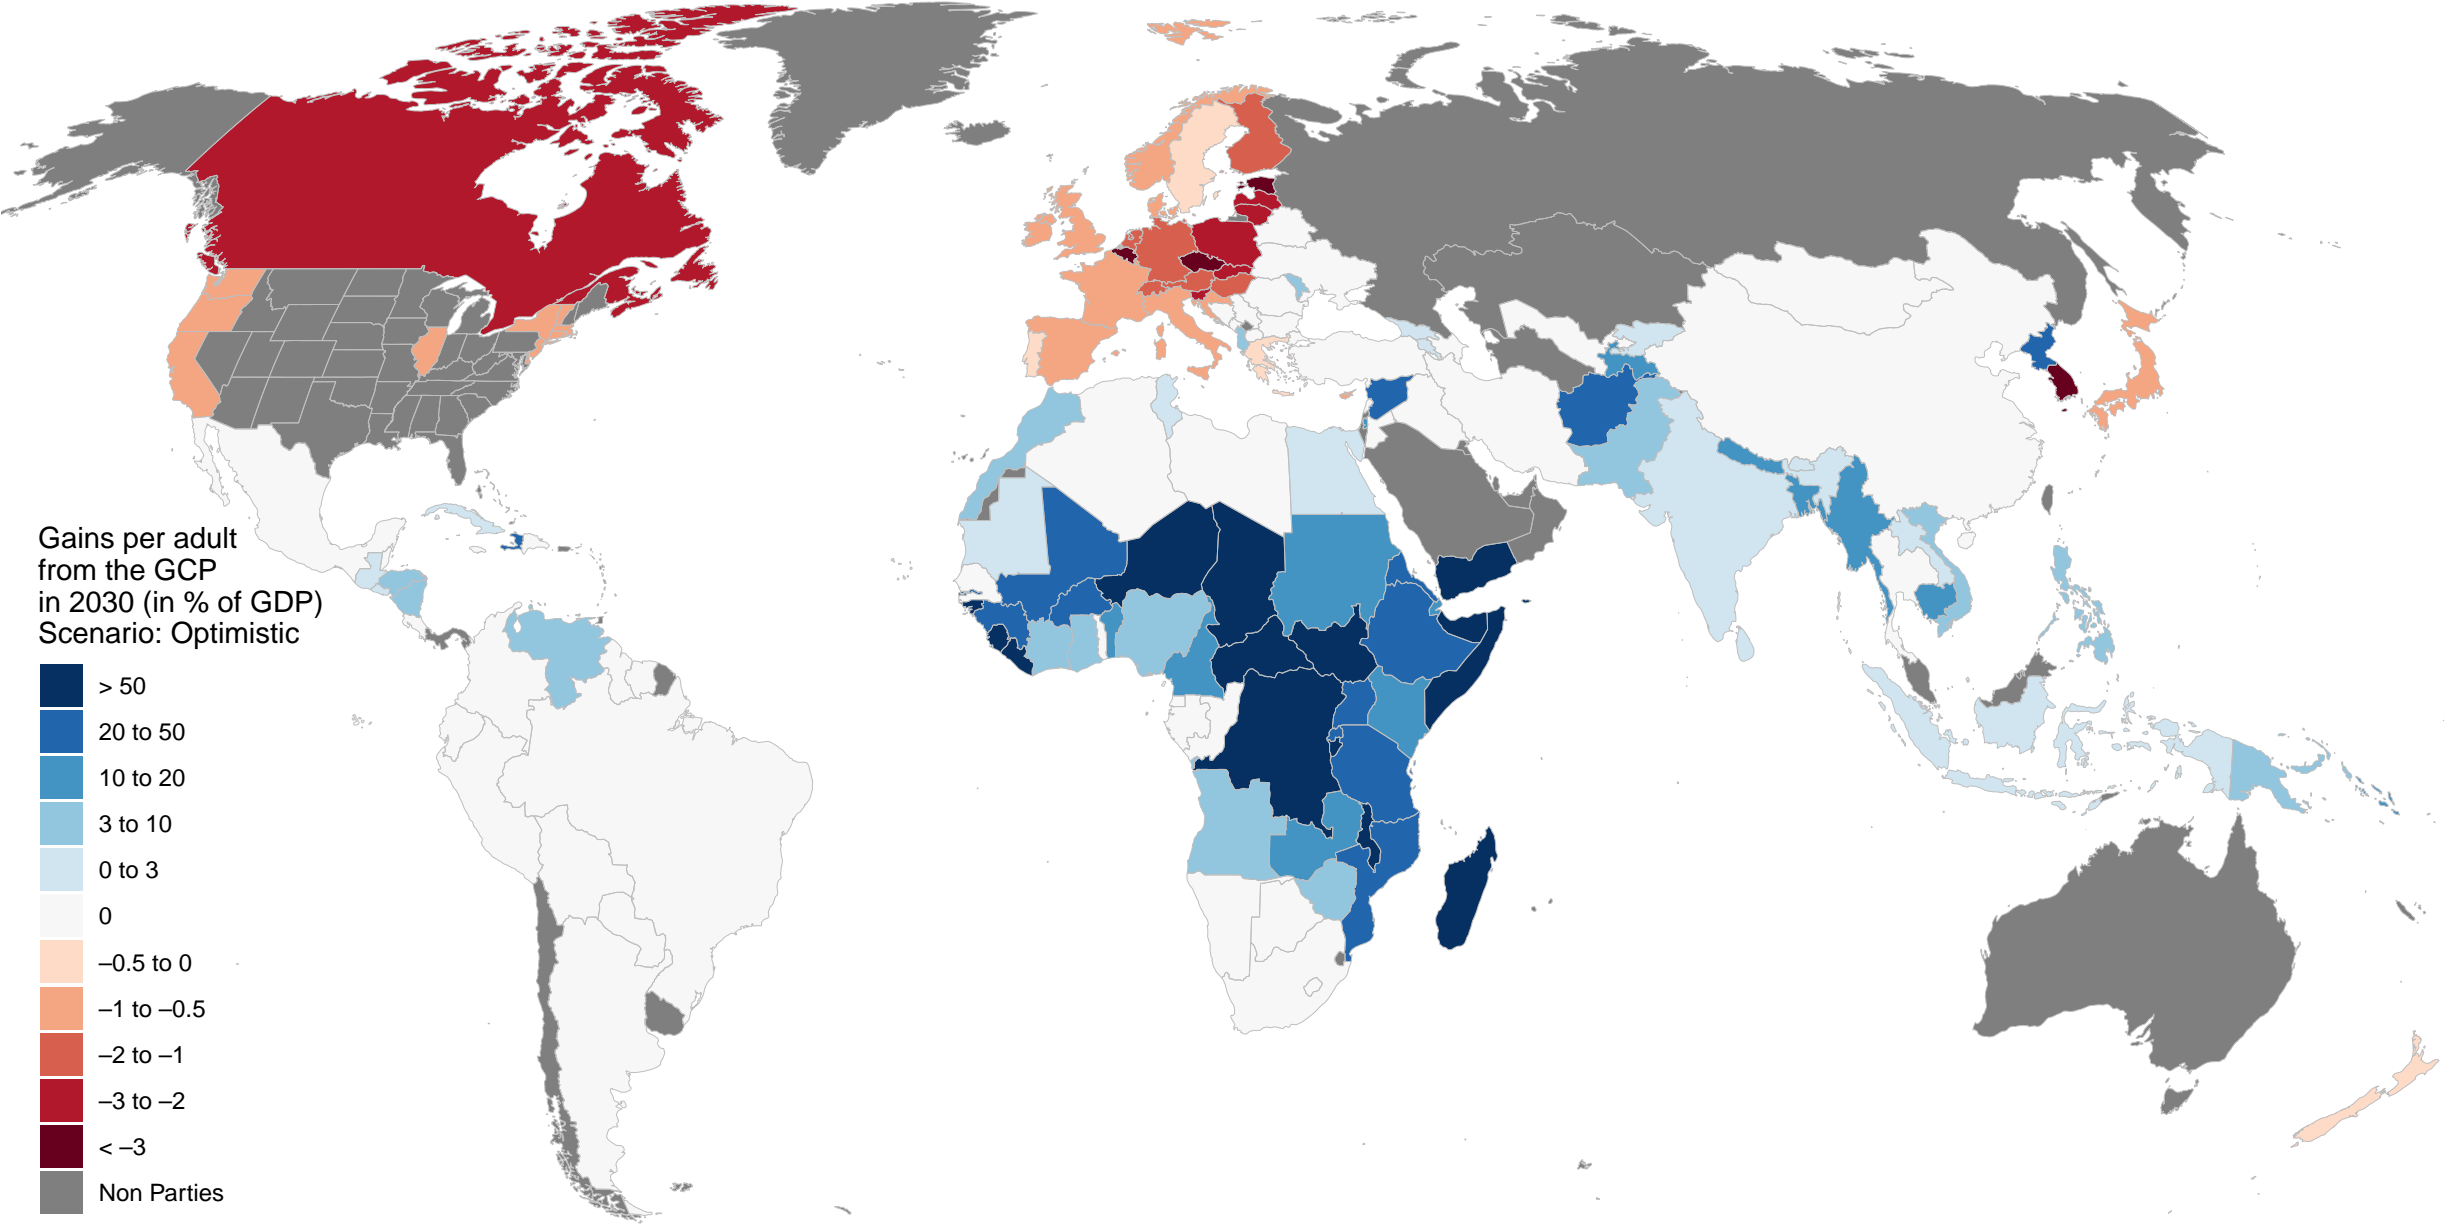 Gains per adult
from the GCP
in 2030 (in % of GDP)
Scenario: Optimistic
> 50
20 to 50
10 to 20
3 to 10
0 to 3
0
–0.5 to 0
–1 to –0.5
–2 to –1
–3 to –2
< –3
Non Parties